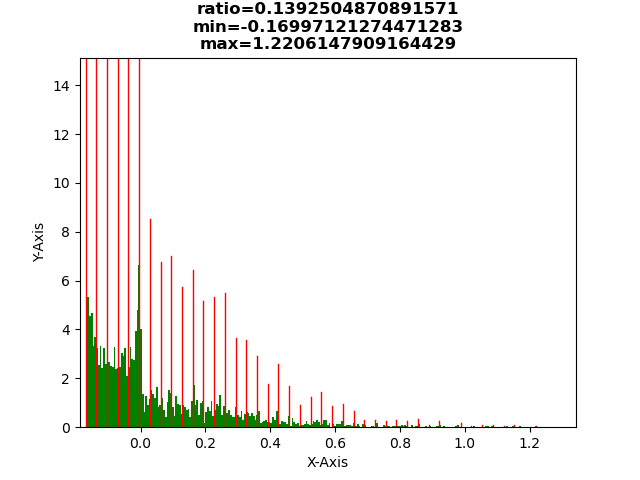 ratio=0.1392504870891571
min=-0.16997121274471283
max=1.2206147909164429
14
12
10
8
6
4
2
0
Y-Axis
0.0 0.2 0.4 0.6 0.8 1.0 1.2
X-Axis